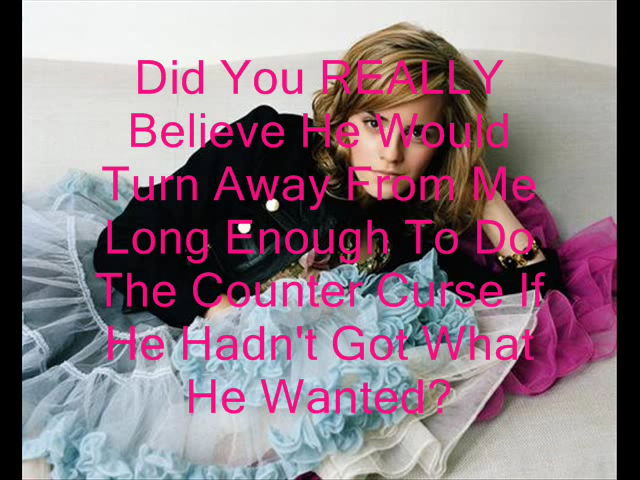 Did You REALLY
Believe He Would
Turn Away From Me
Long Enough To Do
The Counter Curse If
He Hadn't Got What
He Wanted?